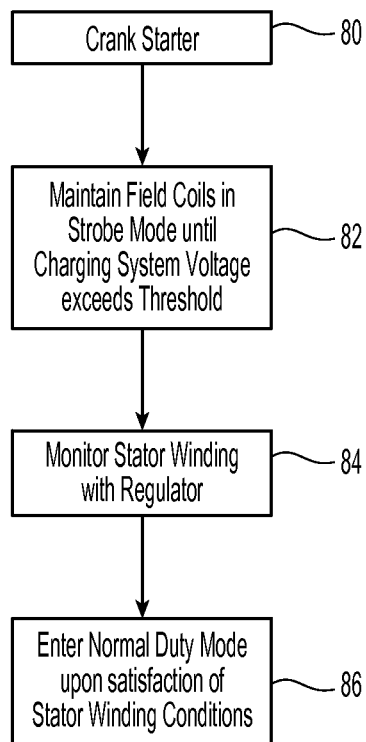 Crank Starter
80
Maintain Field Coils in
Strobe Mode until
Charging System Voltage
exceeds Threshold
82
Monitor Stator Winding
with Regulator
84
Enter Normal Duty Mode
upon satisfaction of
Stator Winding Conditions
86